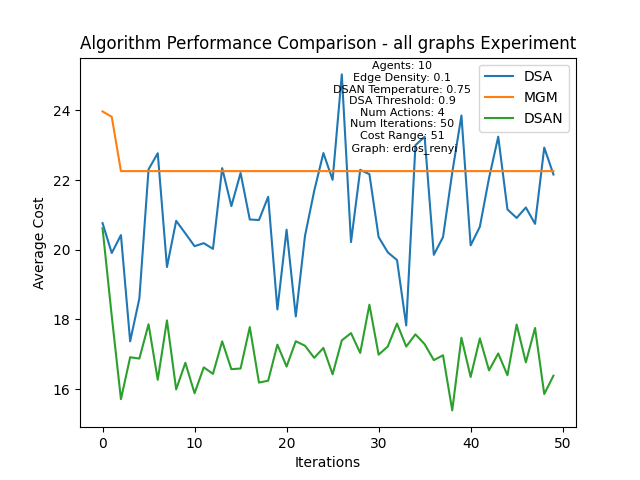 Algorithm Performance Comparison - all graphs Experiment
Agents: 10
Edge Density: 0.1
DSAN Temperature: 0.75
DSA Threshold: 0.9
Num Actions: 4
Num Iterations: 50
Cost Range: 51
Graph: erdos_renyi
DSA
MGM
DSAN
Average Cost
24
22
20
18
16
0
10
20
30
40
50
Iterations